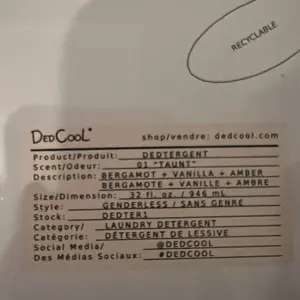 RECYCLABLE
DEDCOOL® shop/vendre: dedcool.com
Product/Produit: DEDTERGENT
Scent/Odeur: 01 "TAUNT"
Description: BERGAMOT + VANILLA + AMBER
BERGAMOTE + VANILLE + AMBRE
Size/Dimension: 32 fl. oz. / 946 mL
Style: GENDERLESS / SANS GENRE
Stock: DEDTER1
Category/ LAUNDRY DETERGENT
Catégorie: DÉTERGENT DE LESSIVE
Social Media/ @DEDCOOL
Des Médias Sociaux: #DEDCOOL